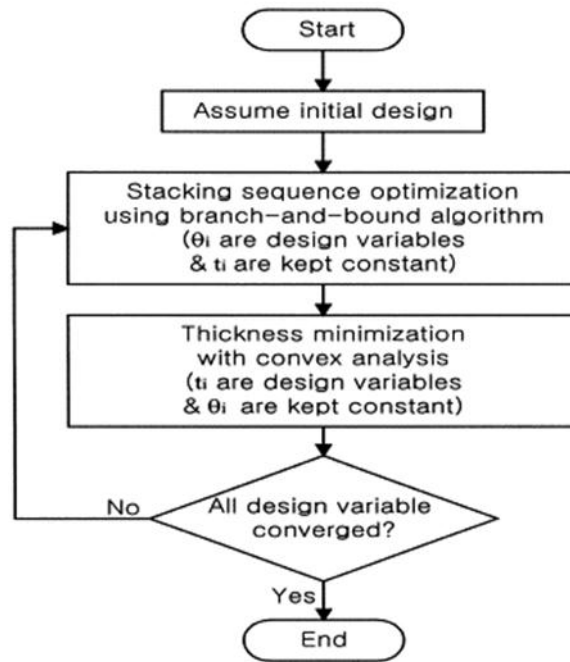 Start
Assume initial design
Stacking sequence optimization
using branch-and-bound algorithm
(θi are design variables
& ti are kept constant)
Thickness minimization
with convex analysis
(ti are design variables
& θi are kept constant)
All design variable
converged?
No
Yes
End